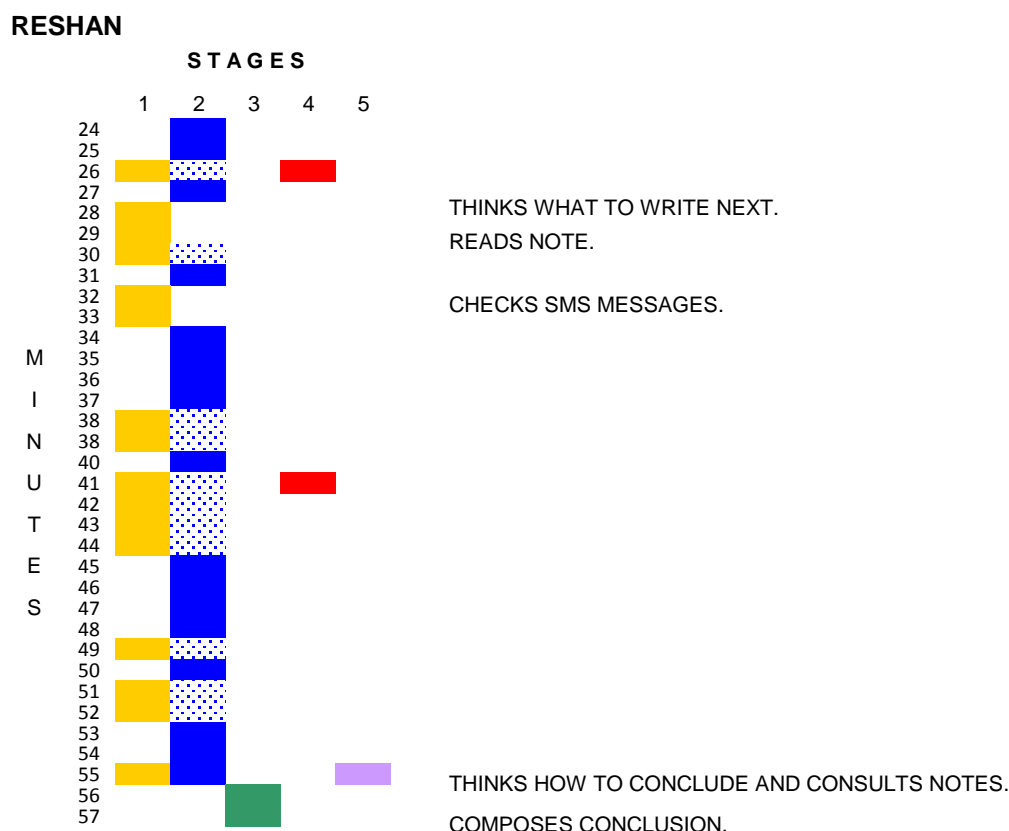 RESHAN
S T A G E S
1 2 3 4 5
24
25
26
27
28 THINKS WHAT TO WRITE NEXT.
29 READS NOTE.
30
31
32 CHECKS SMS MESSAGES.
33
34
M 35
36
I 37
38
N 38
40
U 41
42
T 43
44
E 45
46
S 47
48
49
50
51
52
53
54
55 THINKS HOW TO CONCLUDE AND CONSULTS NOTES.
56
57 COMPOSES CONCLUSION.